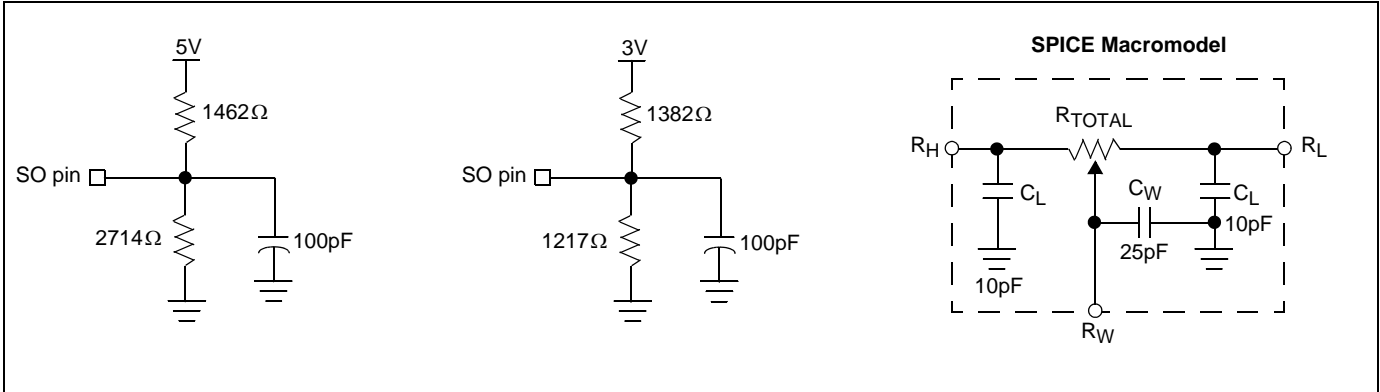 5V
1462Ω
SO pin
2714Ω
100pF
3V
1382Ω
SO pin
1217Ω
100pF
SPICE Macromodel
RTOTAL
RH
RL
CL
CW
CL
10pF
25pF
10pF
RW